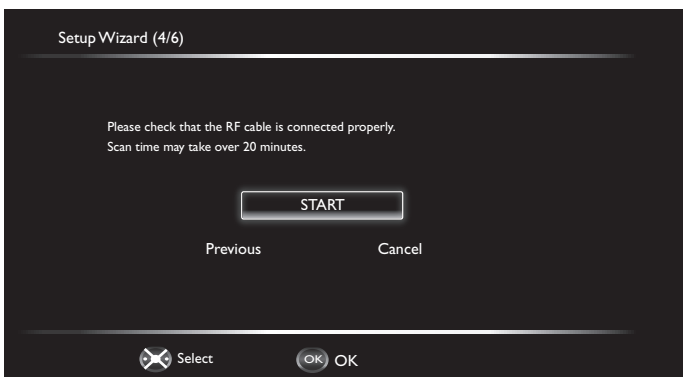 Setup Wizard (4/6)
Please check that the RF cable is connected properly.
Scan time may take over 20 minutes.
START
Previous Cancel
Select OK OK